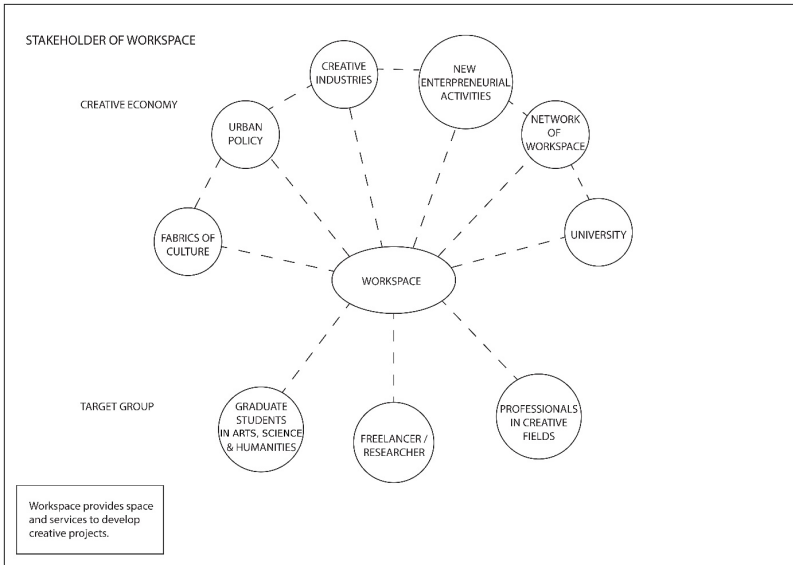 STAKEHOLDER OF WORKSPACE
CREATIVE
INDUSTRIES
NEW
ENTERPRENEURIAL
ACTIVITIES
CREATIVE ECONOMY
URBAN
POLICY
NETWORK
OF
WORKSPACE
FABRICS OF
CULTURE
UNIVERSITY
WORKSPACE
TARGET GROUP
GRADUATE
STUDENTS
IN ARTS, SCIENCE
& HUMANITIES
FREELANCER /
RESEARCHER
PROFESSIONALS
IN CREATIVE
FIELDS
Workspace provides space
and services to develop
creative projects.